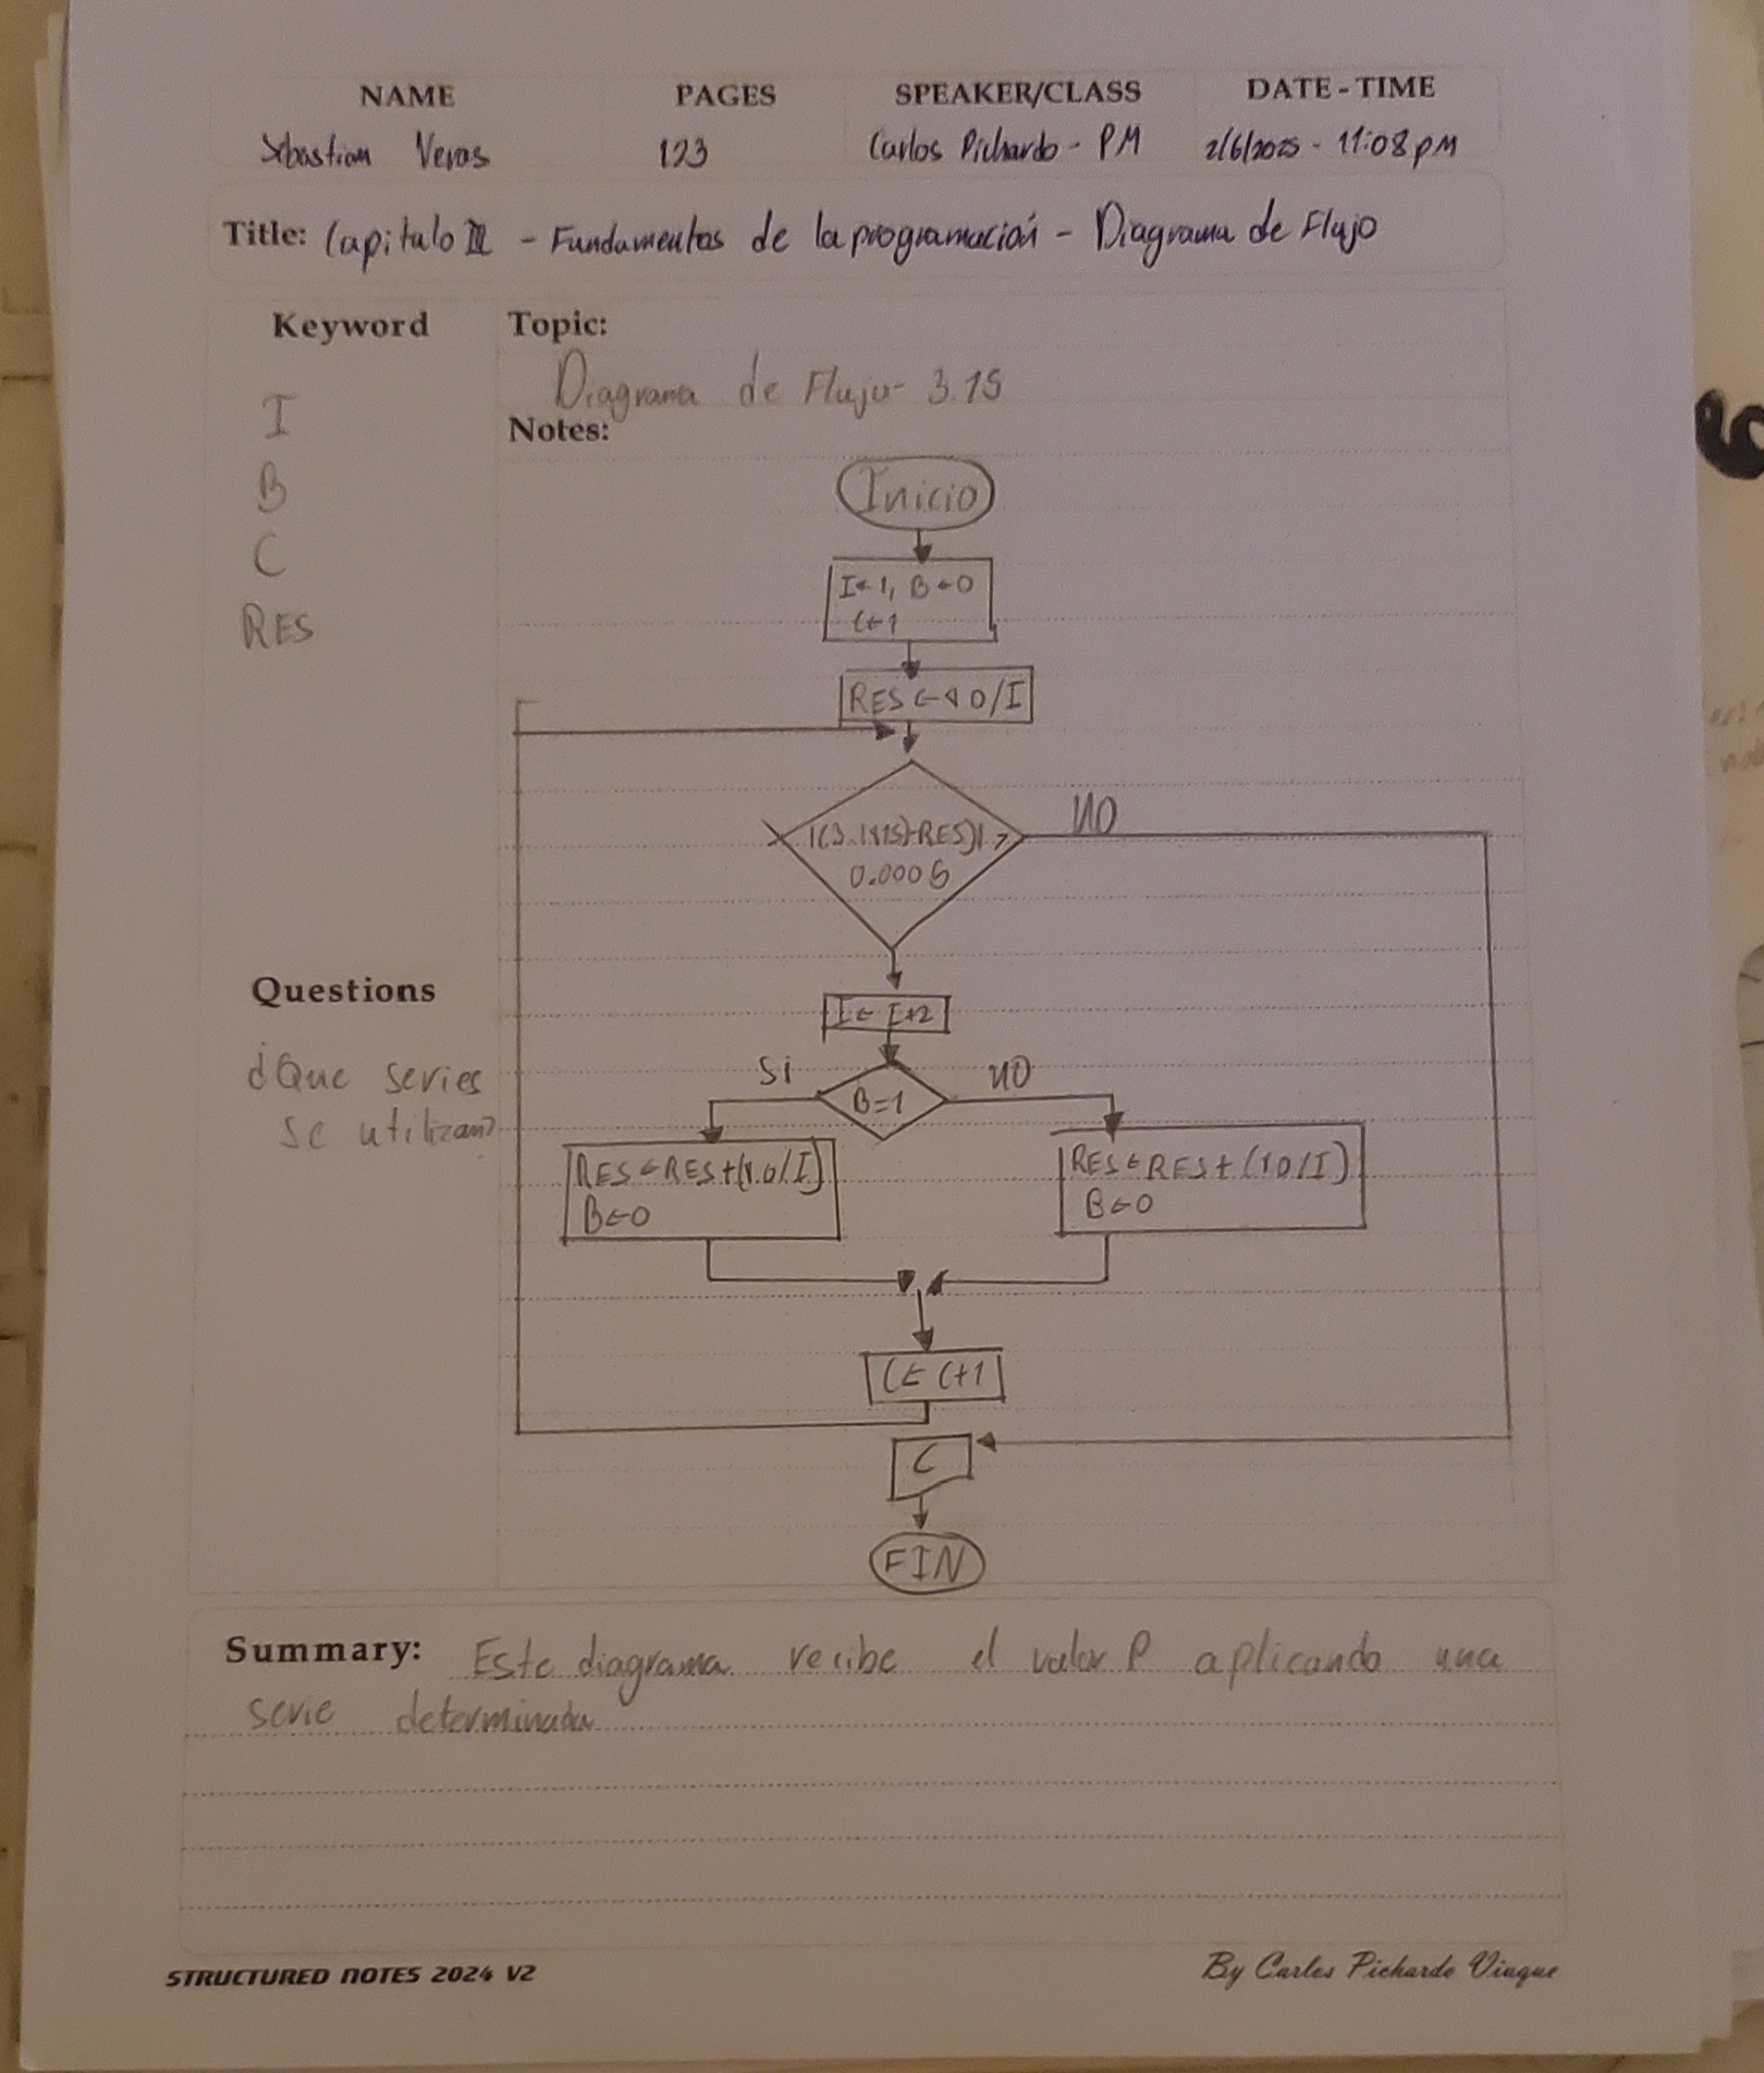 NAME PAGES SPEAKER/CLASS DATE - TIME
Sebastian Veras 123 Carlos Pichardo - PM 2/6/2025 - 11:08 pM
Title: Capitulo III - Fundamentos de la programación - Diagrama de Flujo
Keyword
I
B
C
RES
Topic:
Diagrama de Flujo - 3.15
Notes:
Inicio
I←1, B←0
C←1
RES ← 4.0/I
|(3.1415)-RES)| >
0.0005
NO
I ← I+2
Si
B=1
NO
RES ← RES+(4.0/I)
B←0
RES ← RES+(4.0/I)
B←0
C ← C+1
C
FIN
Questions
¿Que series
se utilizan?
Summary: Este diagrama recibe el valor P aplicando una
serie determinada
STRUCTURED NOTES 2024 V2
By Carlos Pichardo Viuque